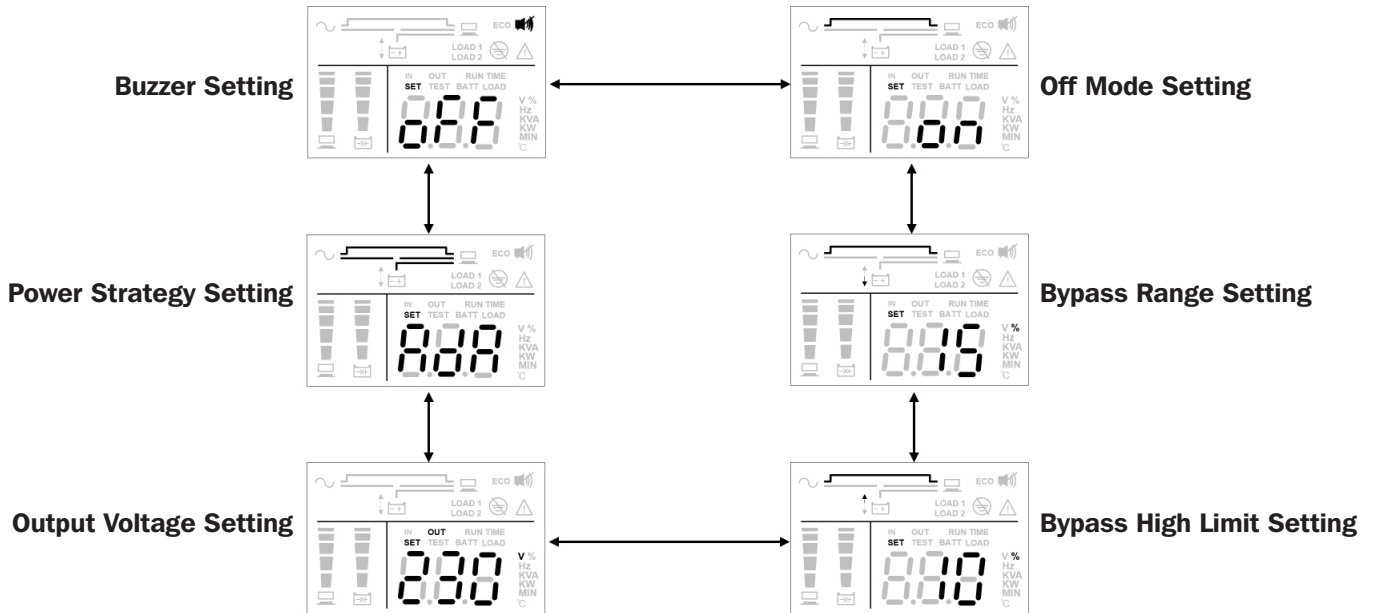 ECO
LOAD 1
LOAD 2
IN OUT RUN TIME
SET TEST BATT LOAD
oFF
V %
Hz
KVA
KW
MIN
°C
Buzzer Setting
ECO
LOAD 1
LOAD 2
IN OUT RUN TIME
SET TEST BATT LOAD
on
V %
Hz
KVA
KW
MIN
°C
Off Mode Setting
ECO
LOAD 1
LOAD 2
IN OUT RUN TIME
SET TEST BATT LOAD
AdA
V %
Hz
KVA
KW
MIN
°C
Power Strategy Setting
ECO
LOAD 1
LOAD 2
IN OUT RUN TIME
SET TEST BATT LOAD
15
V %
Hz
KVA
KW
MIN
°C
Bypass Range Setting
ECO
LOAD 1
LOAD 2
IN OUT RUN TIME
SET TEST BATT LOAD
230
V %
Hz
KVA
KW
MIN
°C
Output Voltage Setting
ECO
LOAD 1
LOAD 2
IN OUT RUN TIME
SET TEST BATT LOAD
10
V %
Hz
KVA
KW
MIN
°C
Bypass High Limit Setting